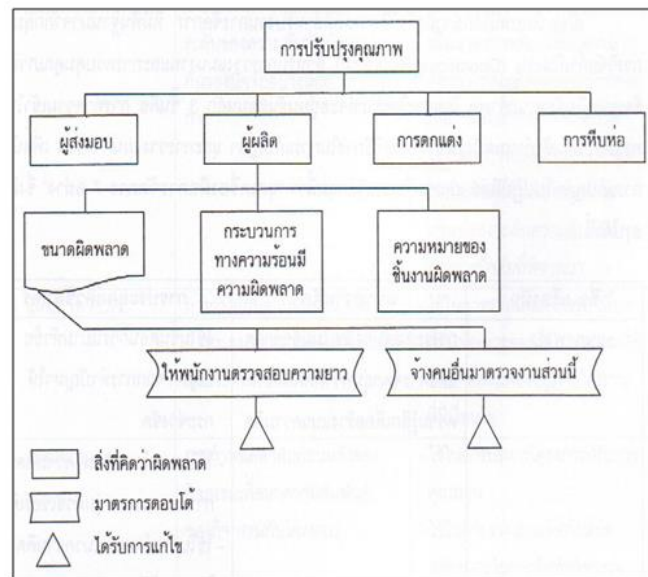 การปรับปรุงคุณภาพ
ผู้ส่งมอบ
ผู้ผลิต
การตกแต่ง
การหีบห่อ
ขนาดผิดพลาด
กระบวนการ
ทางความร้อนมี
ความผิดพลาด
ความหมายของ
ชิ้นงานผิดพลาด
ให้พนักงานตรวจสอบความยาว
จ้างคนอื่นมาตรวจงานส่วนนี้
สิ่งที่คิดว่าผิดพลาด
มาตรการตอบโต้
ได้รับการแก้ไข